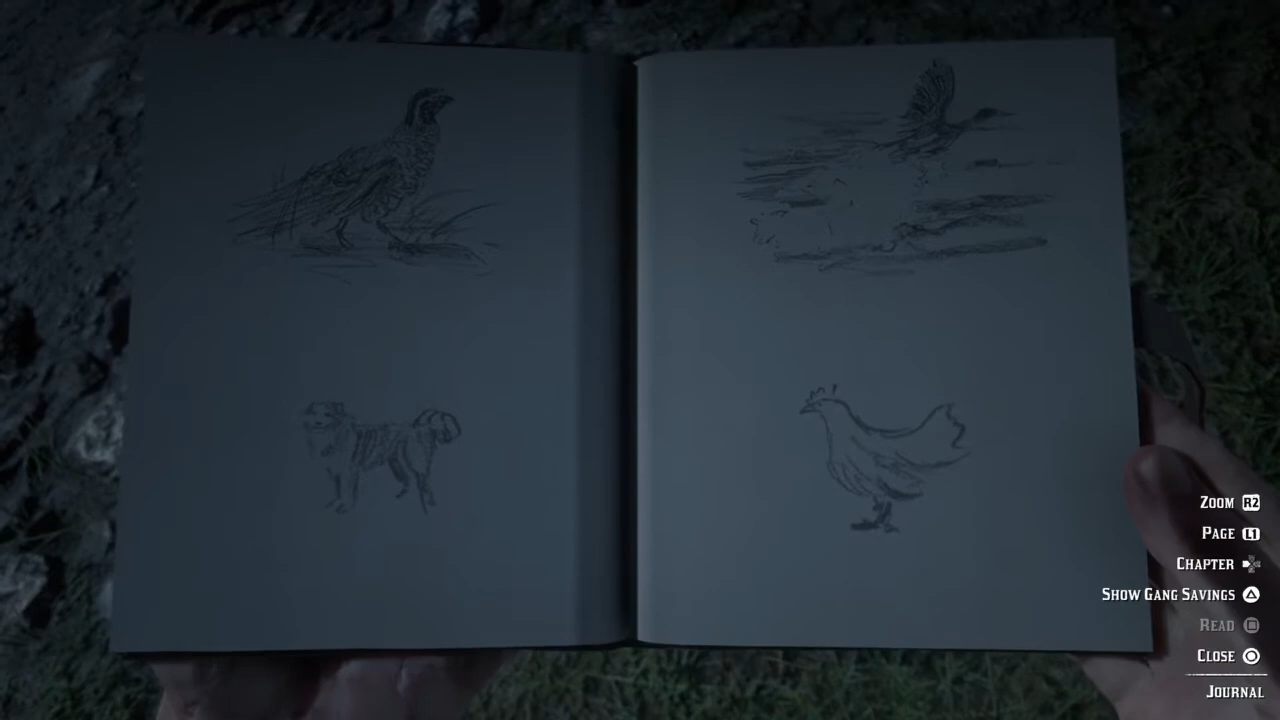 ZOOM R2
PAGE L1
CHAPTER
SHOW GANG SAVINGS
READ
CLOSE
JOURNAL